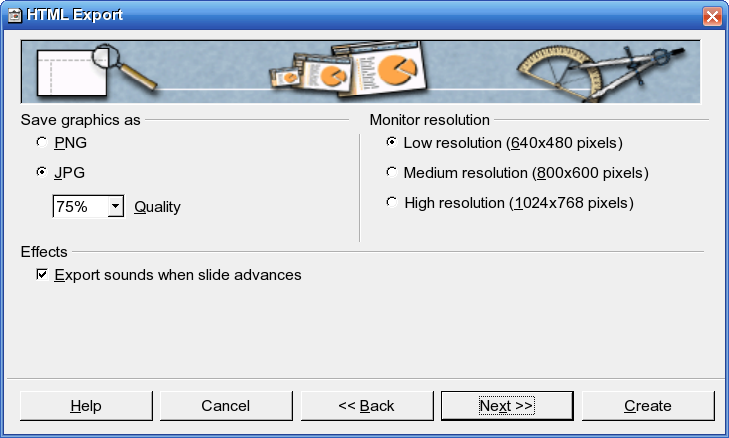 HTML Export
Save graphics as
PNG
JPG
75% Quality
Monitor resolution
Low resolution (640x480 pixels)
Medium resolution (800x600 pixels)
High resolution (1024x768 pixels)
Effects
Export sounds when slide advances
Help Cancel << Back Next >> Create